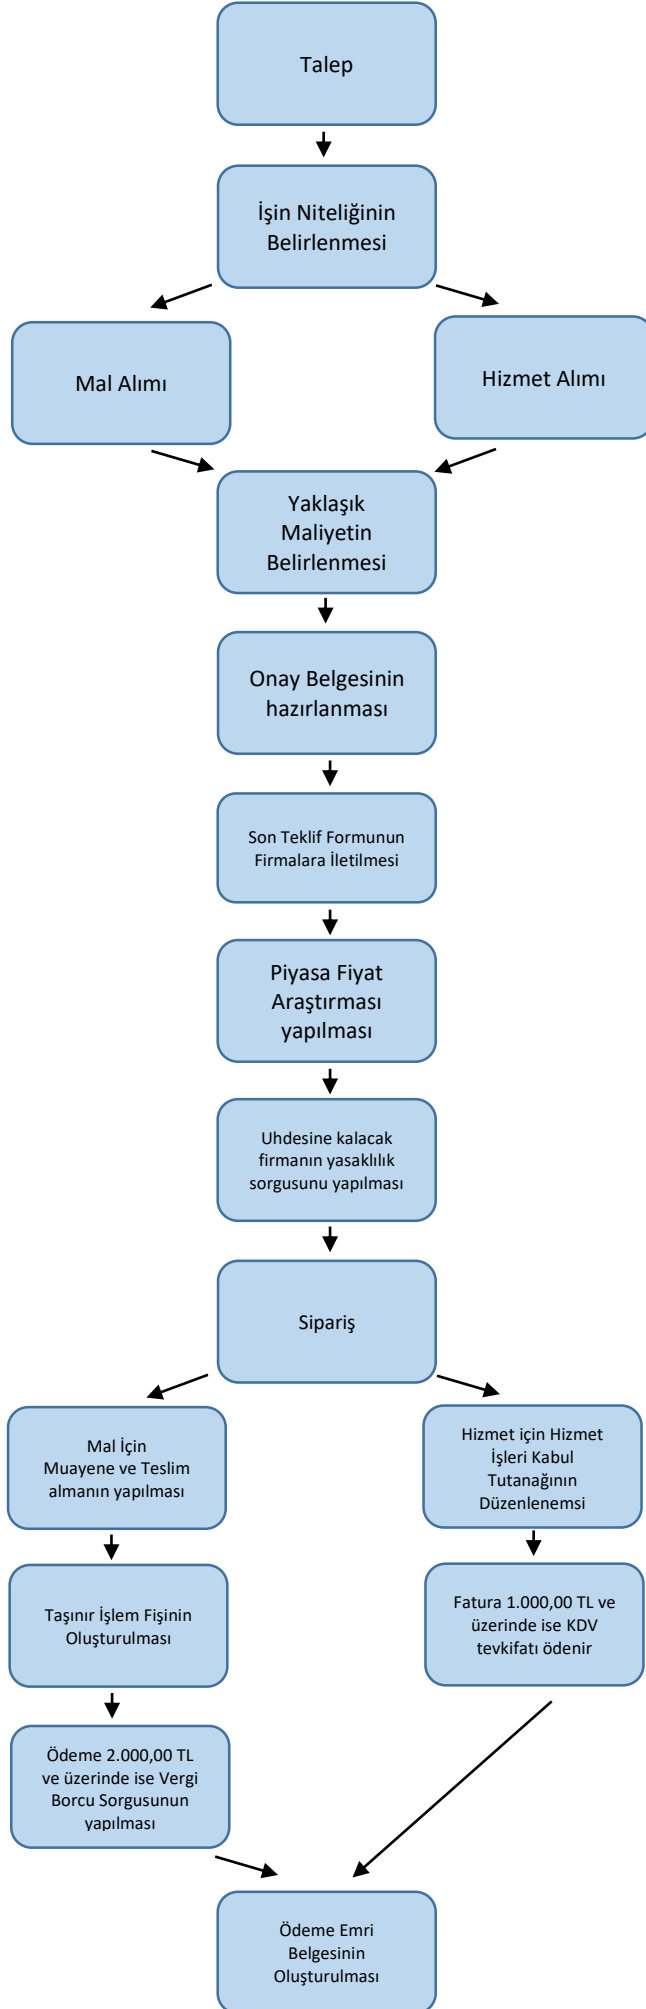 Talep
İşin Niteliğinin
Belirlenmesi
Mal Alımı
Hizmet Alımı
Yaklaşık
Maliyetin
Belirlenmesi
Onay Belgesinin
hazırlanması
Son Teklif Formunun
Firmalara İletilmesi
Piyasa Fiyat
Araştırması
yapılması
Uhdesine kalacak
firmanın yasaklılık
sorgusunu yapılması
Sipariş
Mal İçin
Muayene ve Teslim
almanın yapılması
Hizmet için Hizmet
İşleri Kabul
Tutanağının
Düzenlenemsi
Taşınır İşlem Fişinin
Oluşturulması
Fatura 1.000,00 TL ve
üzerinde ise KDV
tevkifatı ödenir
Ödeme 2.000,00 TL
ve üzerinde ise Vergi
Borcu Sorgusunun
yapılması
Ödeme Emri
Belgesinin
Oluşturulması